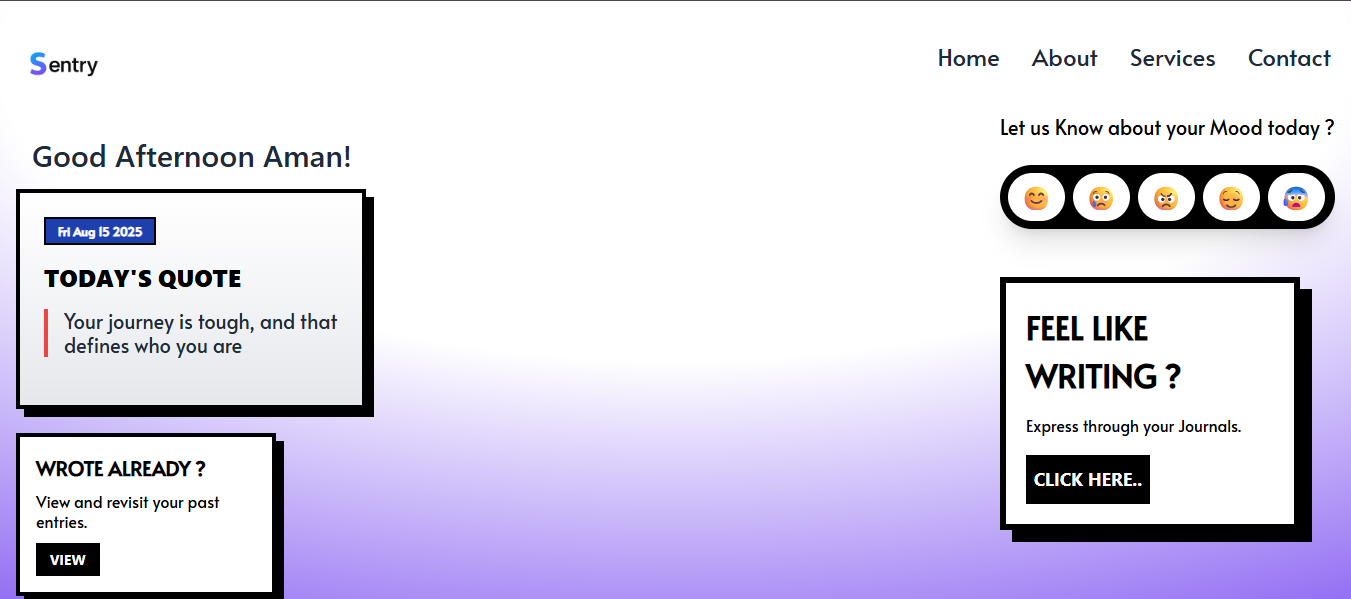 Sentry
Home About Services Contact
Good Afternoon Aman!
Fri Aug 15 2025
TODAY'S QUOTE
Your journey is tough, and that
defines who you are
WROTE ALREADY ?
View and revisit your past
entries.
VIEW
Let us Know about your Mood today ?
FEEL LIKE
WRITING ?
Express through your Journals.
CLICK HERE..